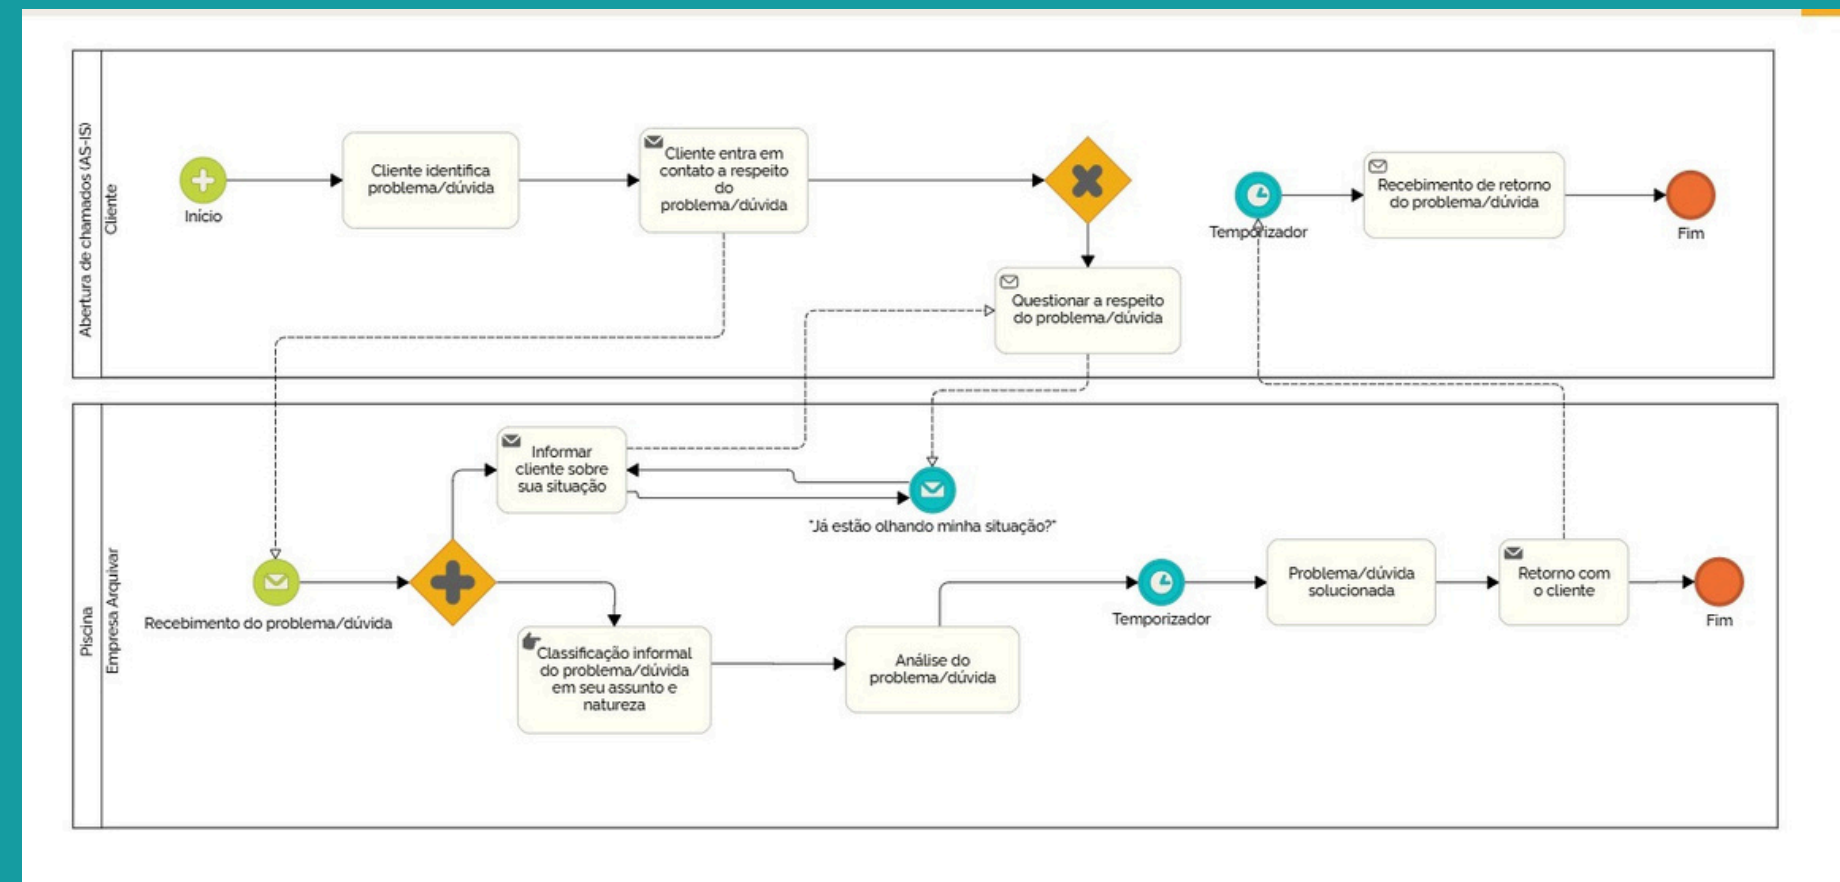 Abertura de chamados (AS-IS)
Cliente
Início
Cliente identifica
problema/dúvida
Cliente entra em
contato a respeito
do
problema/dúvida
Questionar a respeito
do problema/dúvida
Temporizador
Recebimento de retorno
do problema/dúvida
Fim
Piscina
Empresa Arquivar
Recebimento do problema/dúvida
Informar
cliente sobre
sua situação
"Já estão olhando minha situação?"
Classificação informal
do problema/dúvida
em seu assunto e
natureza
Análise do
problema/dúvida
Temporizador
Problema/dúvida
solucionada
Retorno com
o cliente
Fim